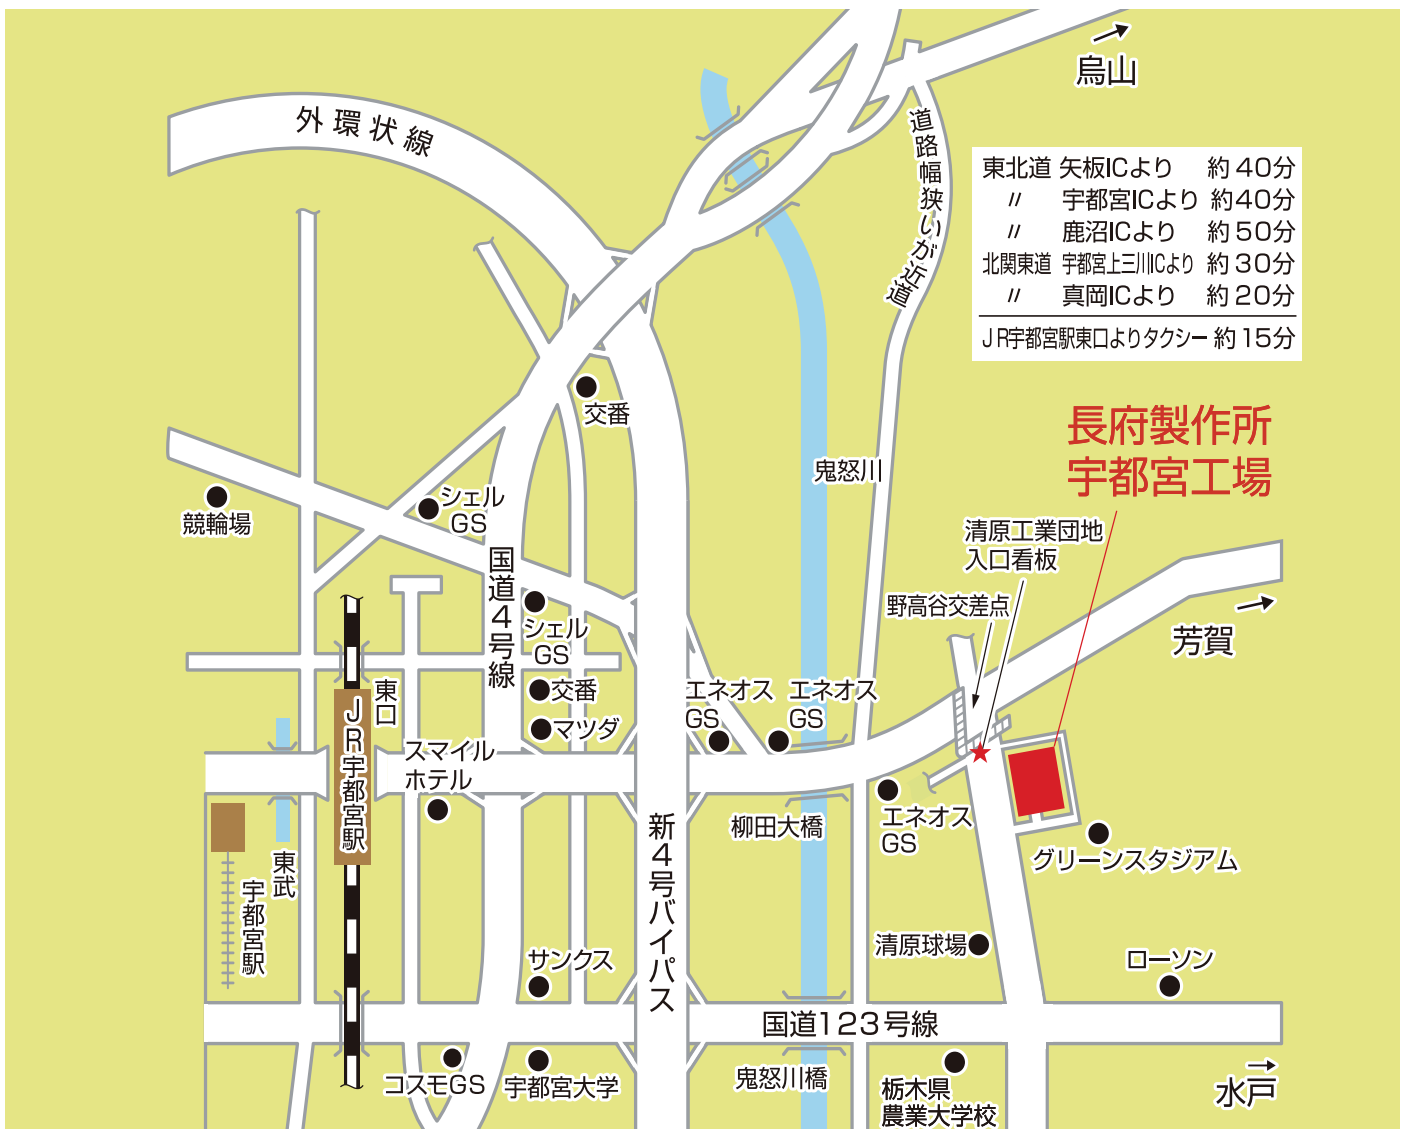 烏山
外環状線
道路幅狭いが近道
東北道 矢板ICより 約40分
〃 宇都宮ICより 約40分
〃 鹿沼ICより 約50分
北関東道 宇都宮上三川ICより 約30分
〃 真岡ICより 約20分
JR宇都宮駅東口よりタクシー 約15分
交番
長府製作所
宇都宮工場
鬼怒川
シェル
GS
競輪場
清原工業団地
入口看板
国道4号線
野高谷交差点
シェル
GS
芳賀
交番
東口
エネオス
GS
エネオス
GS
マツダ
JR宇都宮駅
スマイル
ホテル
新4号バイパス
柳田大橋
エネオス
GS
グリーンスタジアム
東武
宇都宮駅
清原球場
サンクス
ローソン
国道123号線
コスモGS
宇都宮大学
鬼怒川橋
栃木県
農業大学校
水戸